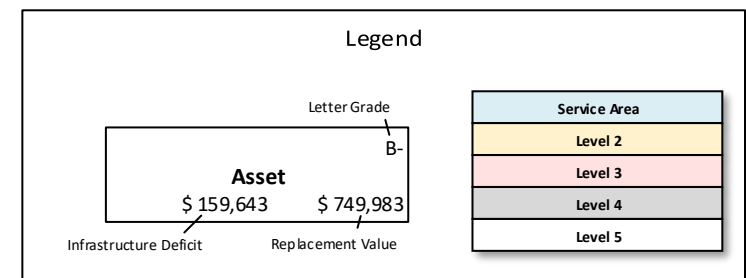 Legend
Letter Grade
B-
Asset
$ 159,643 $ 749,983
Infrastructure Deficit Replacement Value
Service Area
Level 2
Level 3
Level 4
Level 5